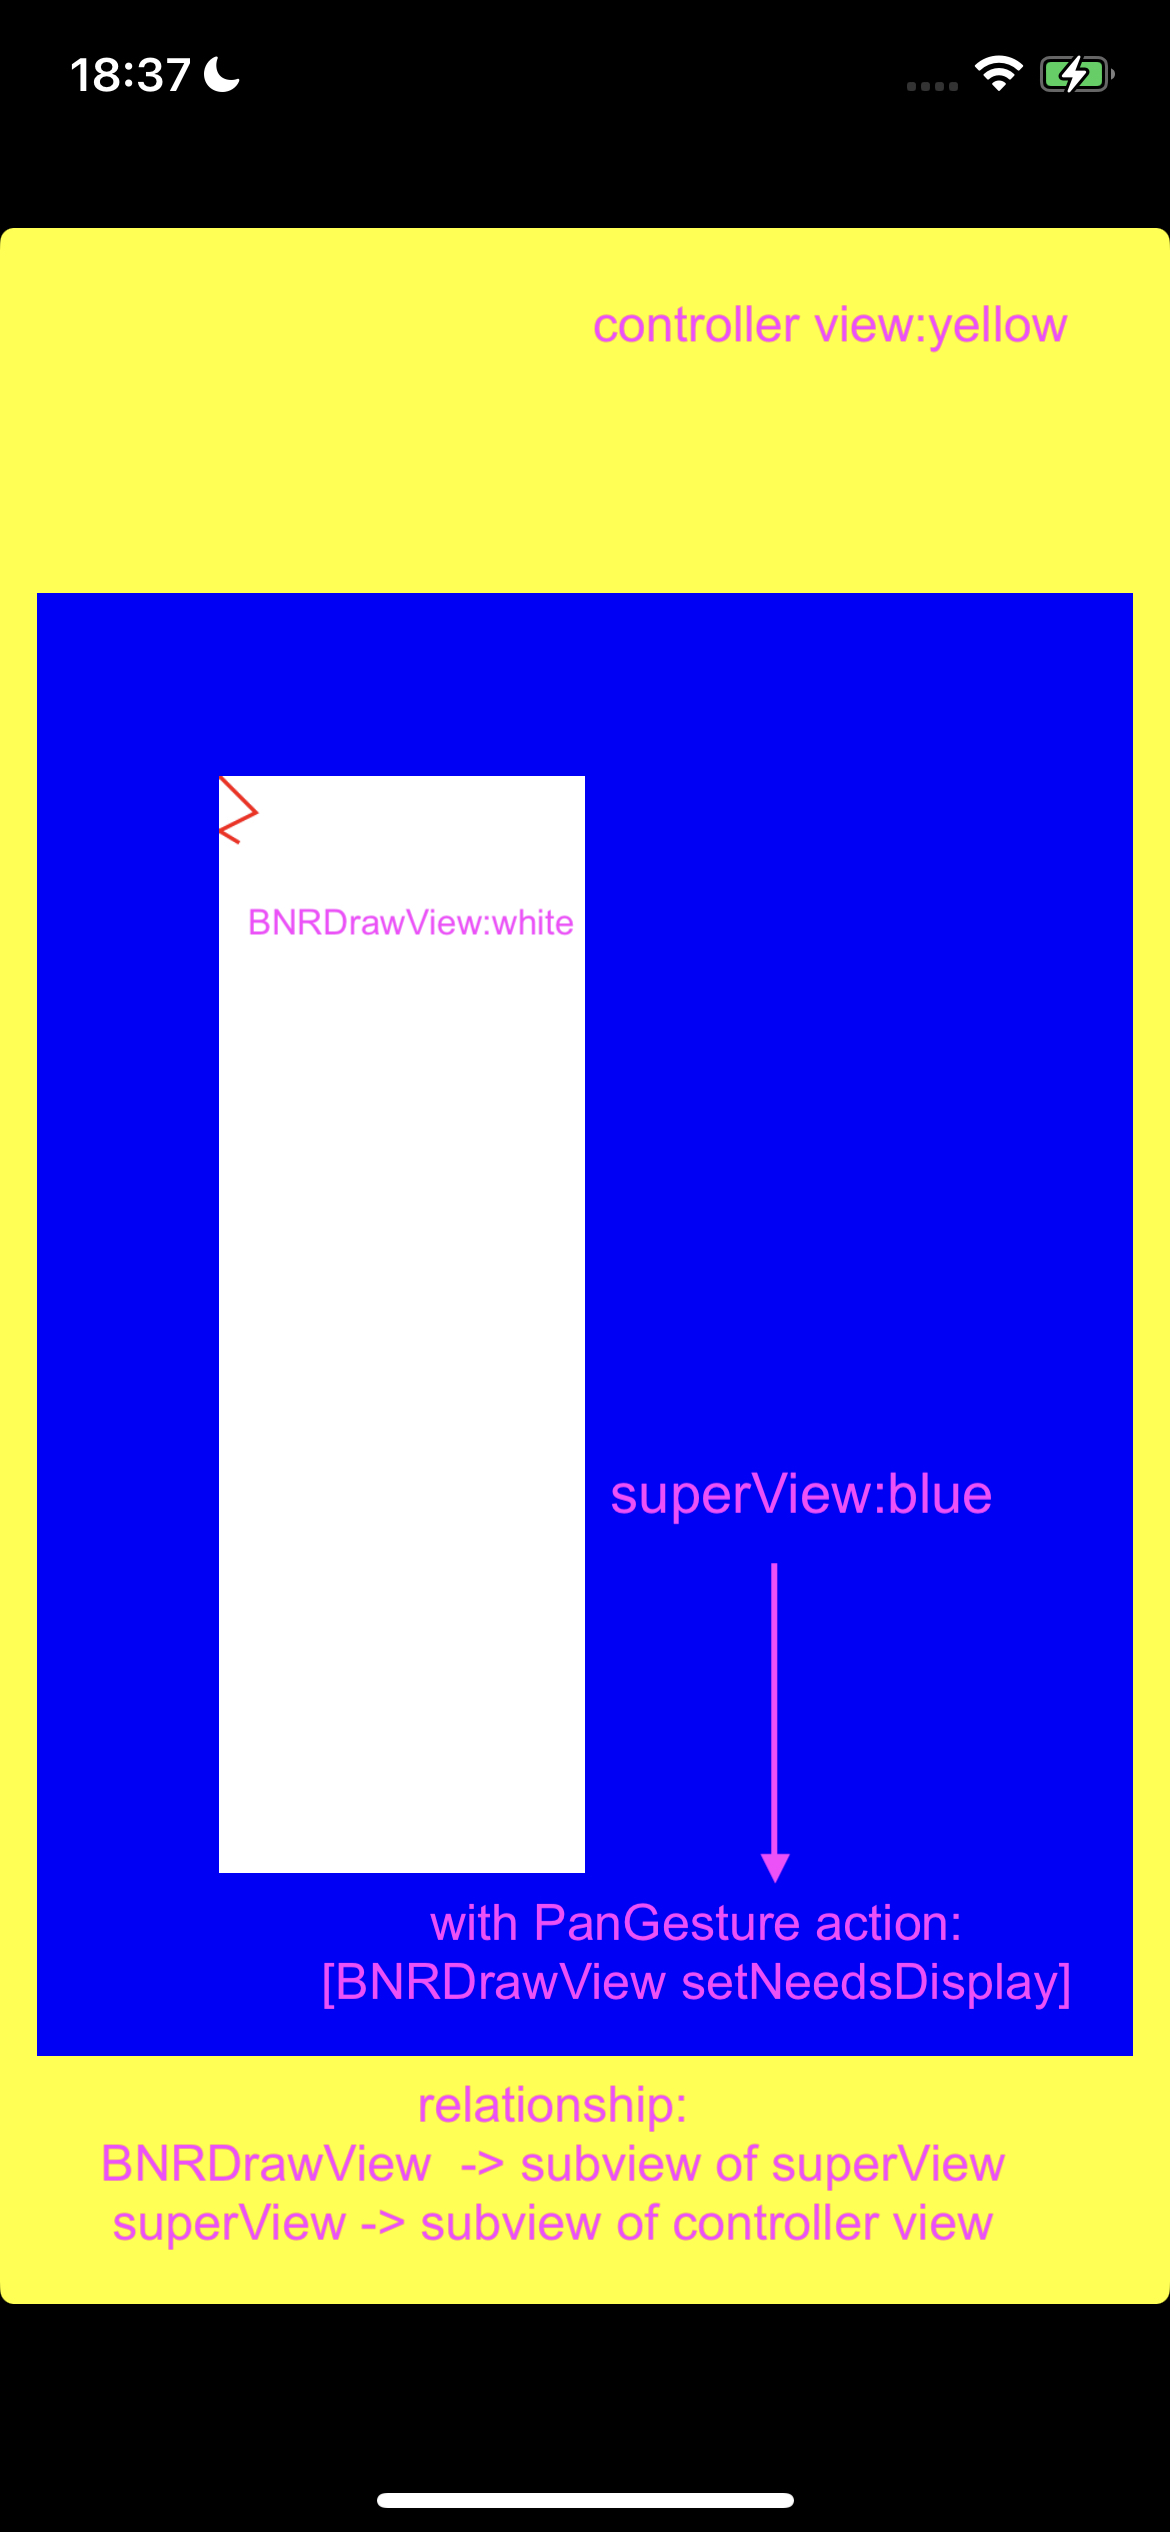 18:37
controller view:yellow
BNRDrawView:white
superView:blue
with PanGesture action:
[BNRDrawView setNeedsDisplay]
relationship:
BNRDrawView  -> subview of superView
superView -> subview of controller view